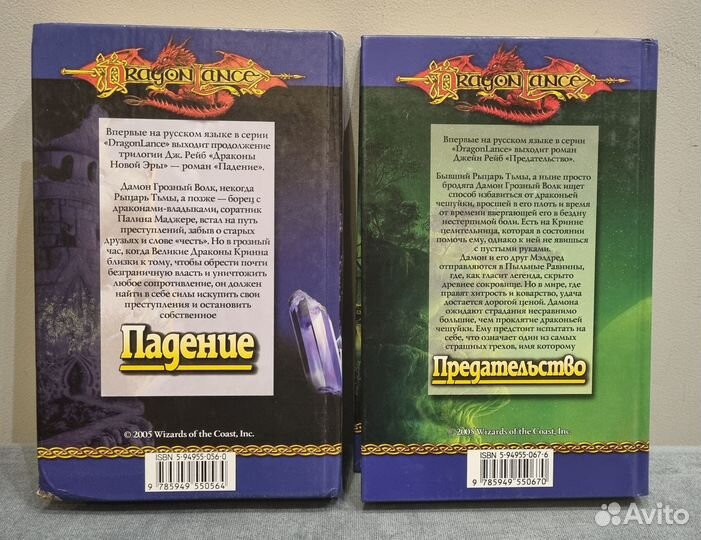 DragonLance
Впервые на русском языке в серии
«DragonLance» выходит продолжение
трилогии Дж. Рейб «Драконы
Новой Эры» — роман «Падение».
Дамон Грозный Волк, некогда
Рыцарь Тьмы, а позже — борец с
драконами-владыками, соратник
Палина Маджере, встал на путь
преступлений, забыв о старых
друзьях и слове «честь». Но в грозный
час, когда Великие Драконы Кринна
близки к тому, чтобы обрести почти
безграничную власть и уничтожить
любое сопротивление, он должен
найти в себе силы искупить свои
преступления и остановить
собственное
Падение
© 2005 Wizards of the Coast, Inc.
ISBN 5-94955-056-0
9 785949 550564
DragonLance
Впервые на русском языке в серии
«DragonLance» выходит роман
Джейн Рейб «Предательство».
Бывший Рыцарь Тьмы, а ныне просто
бродяга Дамон Грозный Волк ищет
способ избавиться от драконьей
чешуйки, вросшей в его плоть и время
от времени ввергающей его в бездну
нестерпимой боли. Есть на Кринне
целительница, которая в состоянии
помочь ему, однако к ней не явишься
с пустыми руками.
Дамон и его друг Мэлдред
отправляются в Пыльные Равнины,
где, как гласит легенда, скрыто
древнее сокровище. Но в мире, где
правят хитрость и коварство, удача
достается дорогой ценой. Дамона
ожидают страдания несравнимо
большие, чем проклятие драконьей
чешуйки. Ему предстоит испытать на
себе, что означает один из самых
страшных грехов, имя которому
Предательство
©2005 Wizards of the Coast, Inc.
ISBN 5-94955-067-6
9 785949 550670
Avito